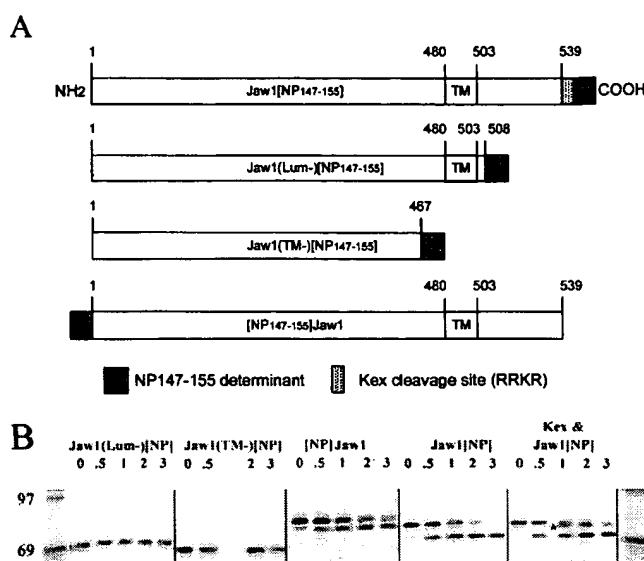 A
1 480 503 539
NH2 Jaw1[NP147-155] TM COOH
1 480 503 508
Jaw1(Lum-)[NP147-155] TM
1 467
Jaw1(TM-)[NP147-155]
1 480 503 539
[NP147-155]Jaw1 TM
NP147-155 determinant Kex cleavage site (RRKR)
B
Kex &
Jaw1(Lum-)[NP] Jaw1(TM-)[NP] [NP]Jaw1 Jaw1[NP] Jaw1[NP]
0 .5 1 2 3 0 .5 2 3 0 .5 1 2 3 0 .5 1 2 3 0 .5 1 2 3
97
69